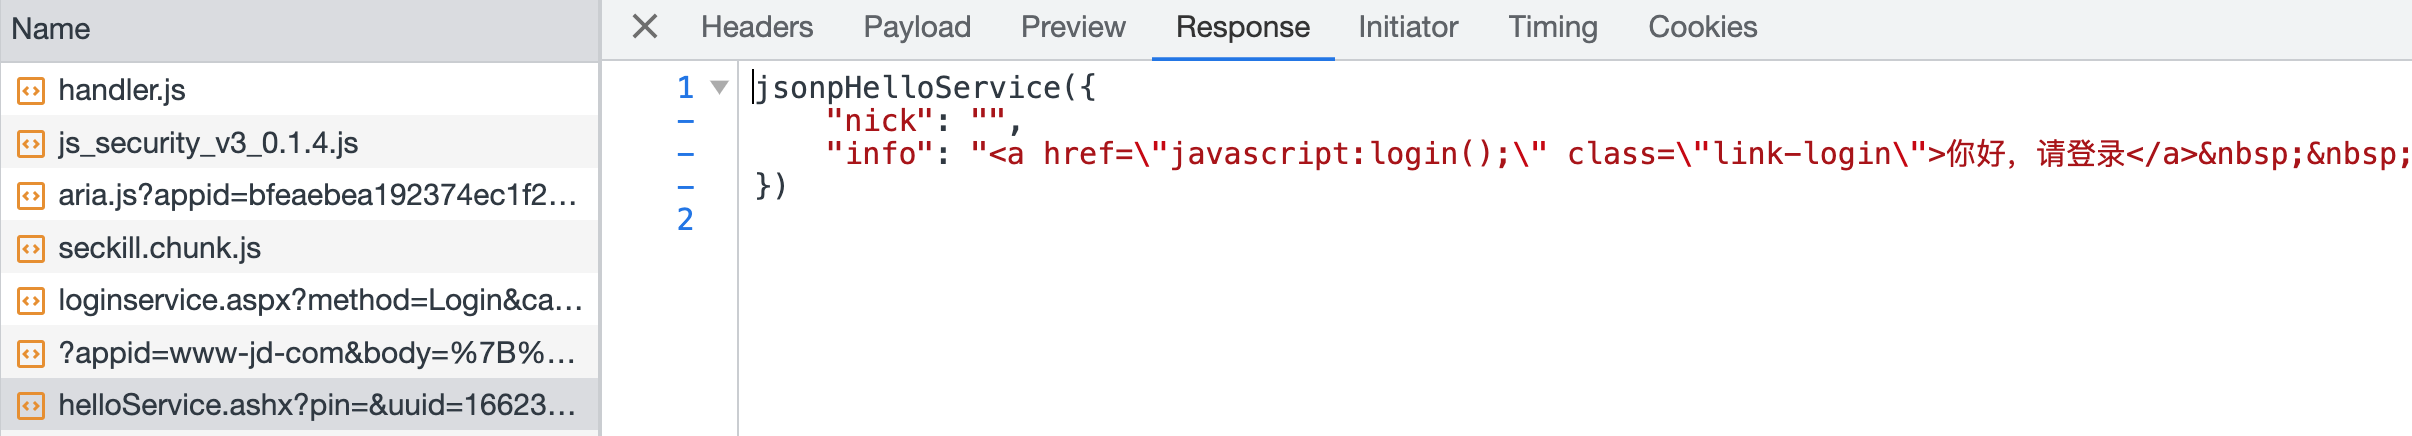 Name
handler.js
js_security_v3_0.1.4.js
aria.js?appid=bfeaebea192374ec1f2...
seckill.chunk.js
loginservice.aspx?method=Login&ca...
?appid=www-jd-com&body=%7B%...
helloService.ashx?pin=&uuid=16623...
Headers Payload Preview Response Initiator Timing Cookies
1 jsonpHelloService({
- "nick": "",
- "info": "<a href=\"javascript:login();\" class=\"link-login\">你好，请登录</a>&nbsp;&nbsp;
- })
2